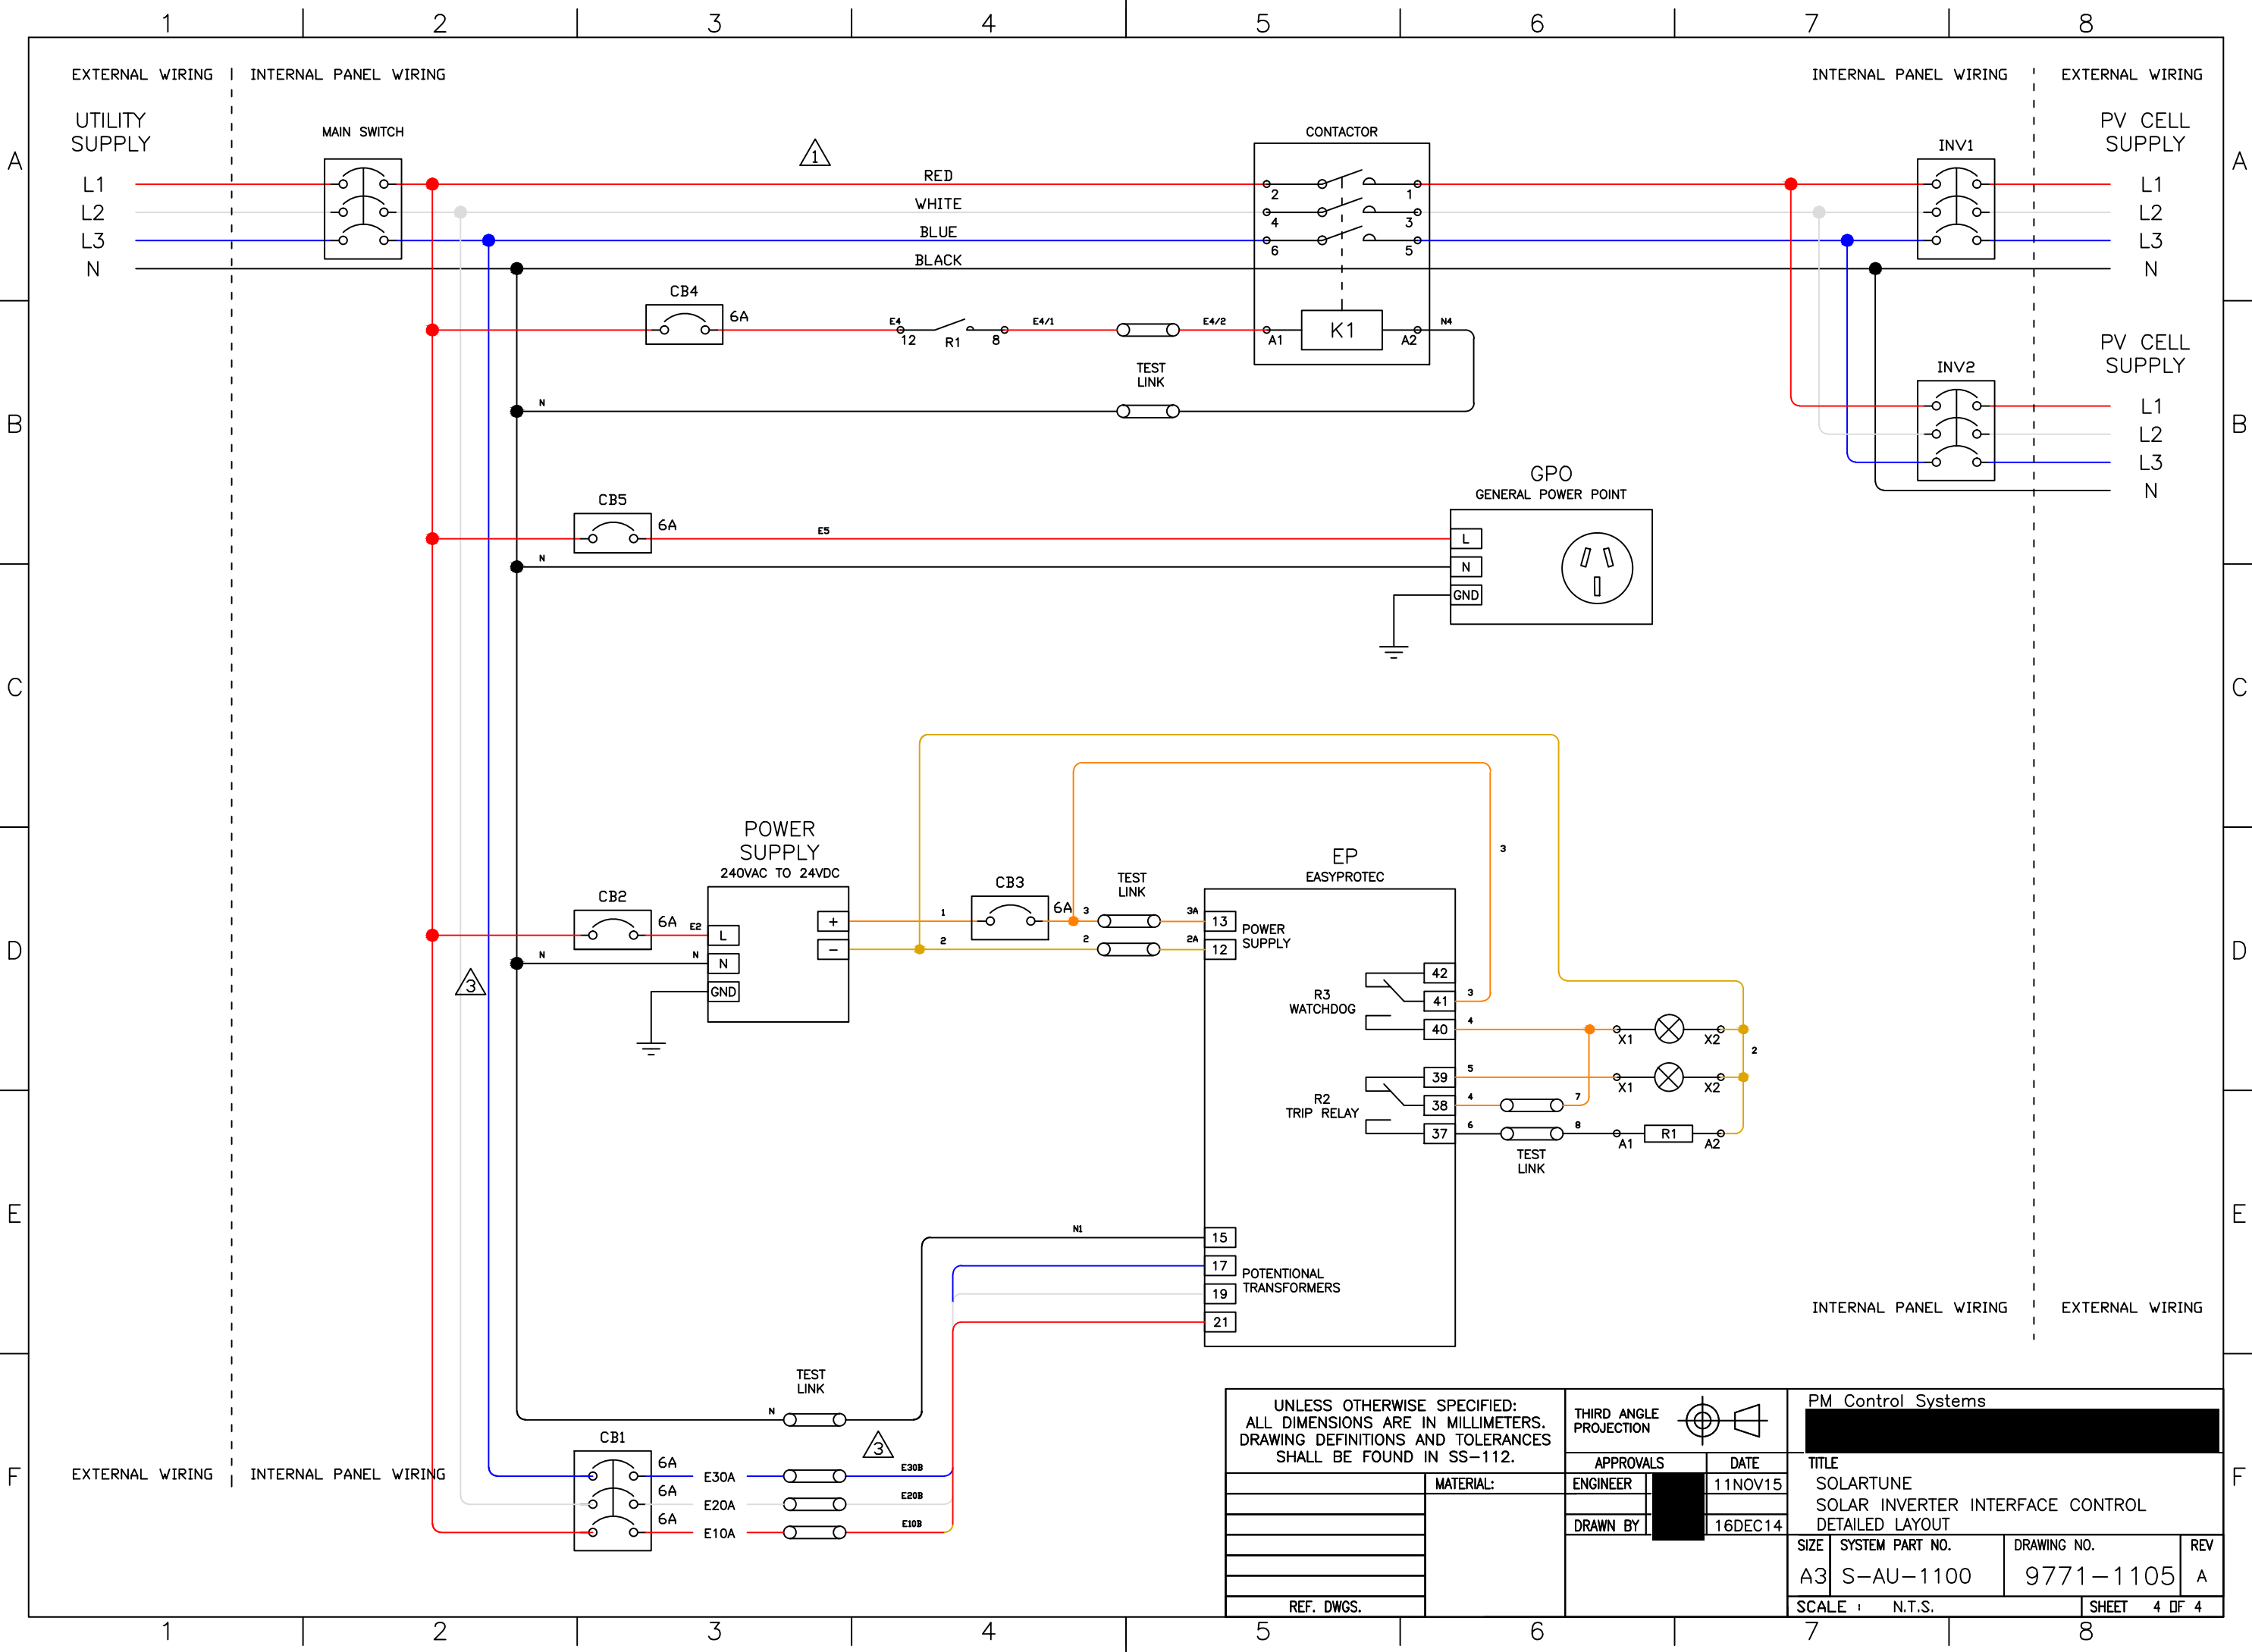 1 2 3 4 5 6 7 8
EXTERNAL WIRING INTERNAL PANEL WIRING
INTERNAL PANEL WIRING EXTERNAL WIRING
UTILITY
SUPPLY
L1
L2
L3
N
MAIN SWITCH
1
RED
WHITE
BLUE
BLACK
CONTACTOR
2 1
4 3
6 5
INV1
PV CELL
SUPPLY
L1
L2
L3
N
A A
CB4
6A
E4
12 R1 8
E4/1
E4/2
A1 K1 A2
N4
TEST
LINK
N
INV2
PV CELL
SUPPLY
L1
L2
L3
N
B B
CB5
6A
E5
N
GPO
GENERAL POWER POINT
L
N
GND
C C
POWER
SUPPLY
240VAC TO 24VDC
CB2
6A
E2
N N
L
N
GND
+
-
1
2
CB3
6A
3
2
TEST
LINK
3A
2A
EP
EASYPROTEC
13
12
POWER
SUPPLY
3
R3
WATCHDOG
42
41
40
3
4
X1 X2
2
R2
TRIP RELAY
39
38
37
5
4 7
6 8
X1 X2
A1 R1 A2
TEST
LINK
3
D D
N1
15
17
19
21
POTENTIONAL
TRANSFORMERS
E E
INTERNAL PANEL WIRING EXTERNAL WIRING
TEST
LINK
N
3
CB1
6A
6A
6A
E30A
E20A
E10A
E30B
E20B
E10B
EXTERNAL WIRING INTERNAL PANEL WIRING
F F
UNLESS OTHERWISE SPECIFIED:
ALL DIMENSIONS ARE IN MILLIMETERS.
DRAWING DEFINITIONS AND TOLERANCES
SHALL BE FOUND IN SS-112.
MATERIAL:
REF. DWGS.
THIRD ANGLE
PROJECTION
APPROVALS DATE
ENGINEER 11NOV15
DRAWN BY 16DEC14
PM Control Systems
TITLE
SOLARTUNE
SOLAR INVERTER INTERFACE CONTROL
DETAILED LAYOUT
SIZE SYSTEM PART NO. DRAWING NO. REV
A3 S-AU-1100 9771-1105 A
SCALE : N.T.S. SHEET 4 OF 4
1 2 3 4 5 6 7 8